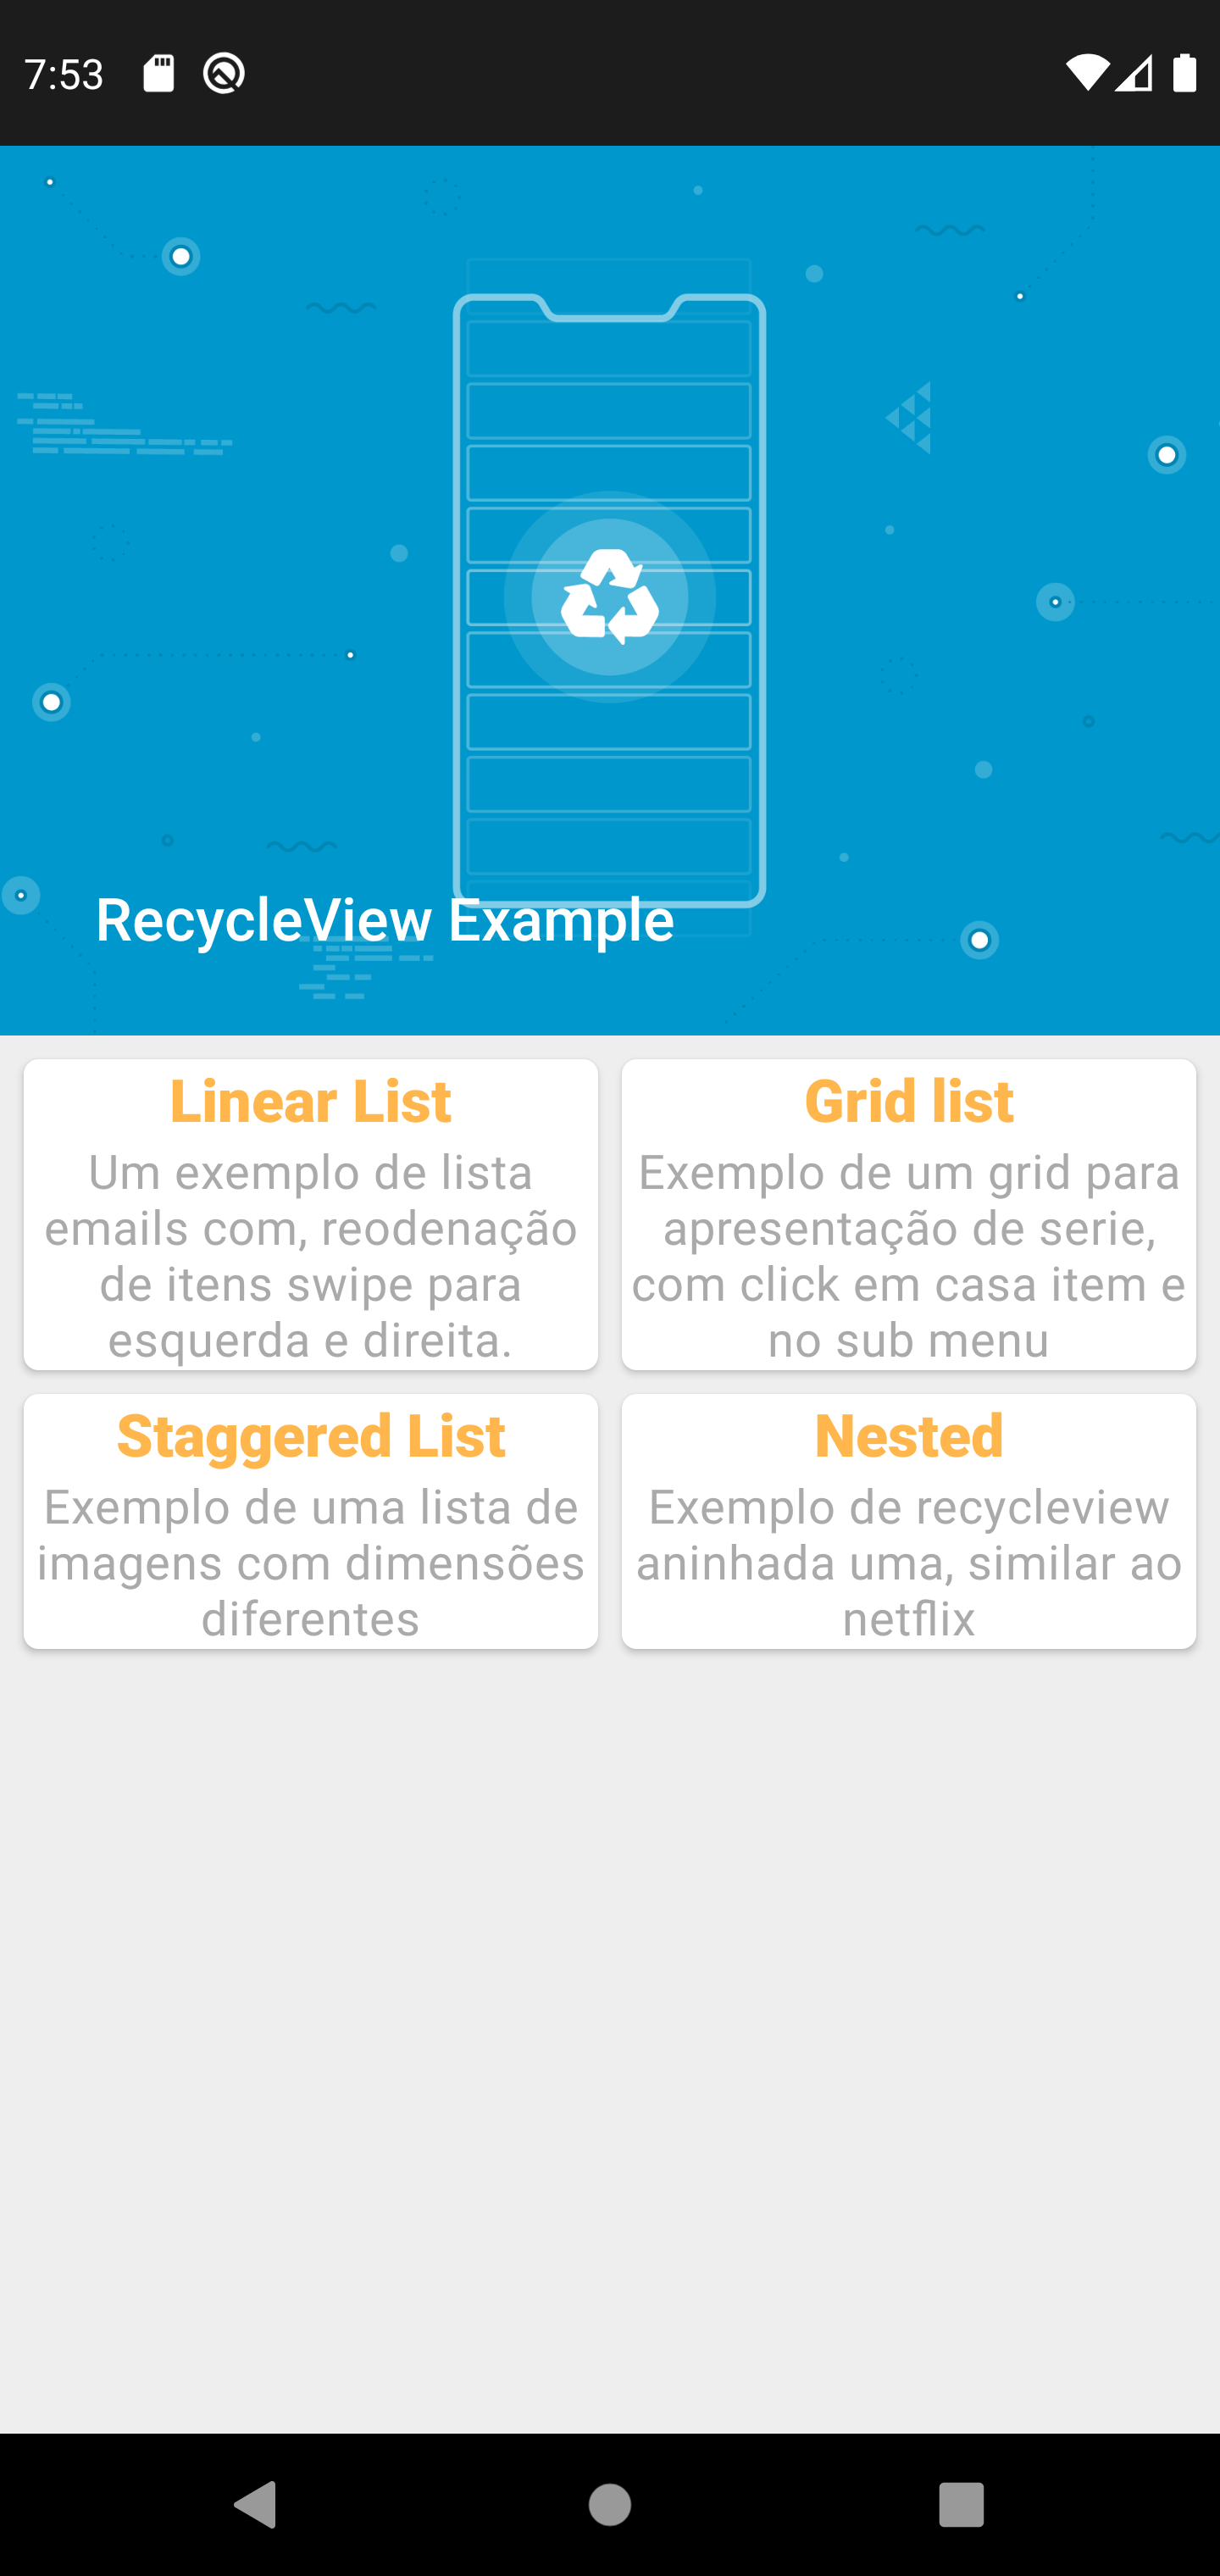 7:53
RecycleView Example
Linear List
Um exemplo de lista
emails com, reodenação
de itens swipe para
esquerda e direita.
Grid list
Exemplo de um grid para
apresentação de serie,
com click em casa item e
no sub menu
Staggered List
Exemplo de uma lista de
imagens com dimensões
diferentes
Nested
Exemplo de recycleview
aninhada uma, similar ao
netflix